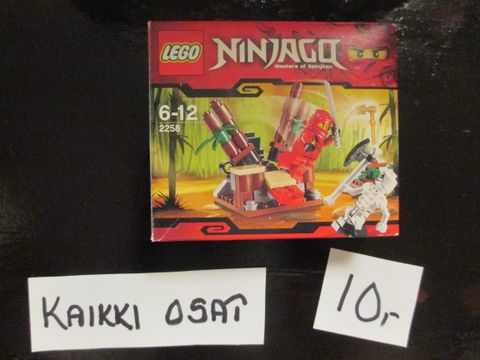 LEGO NINJAGO
Masters of Spinjitzu
6-12
2258
KAIKKI OSAT
10,-